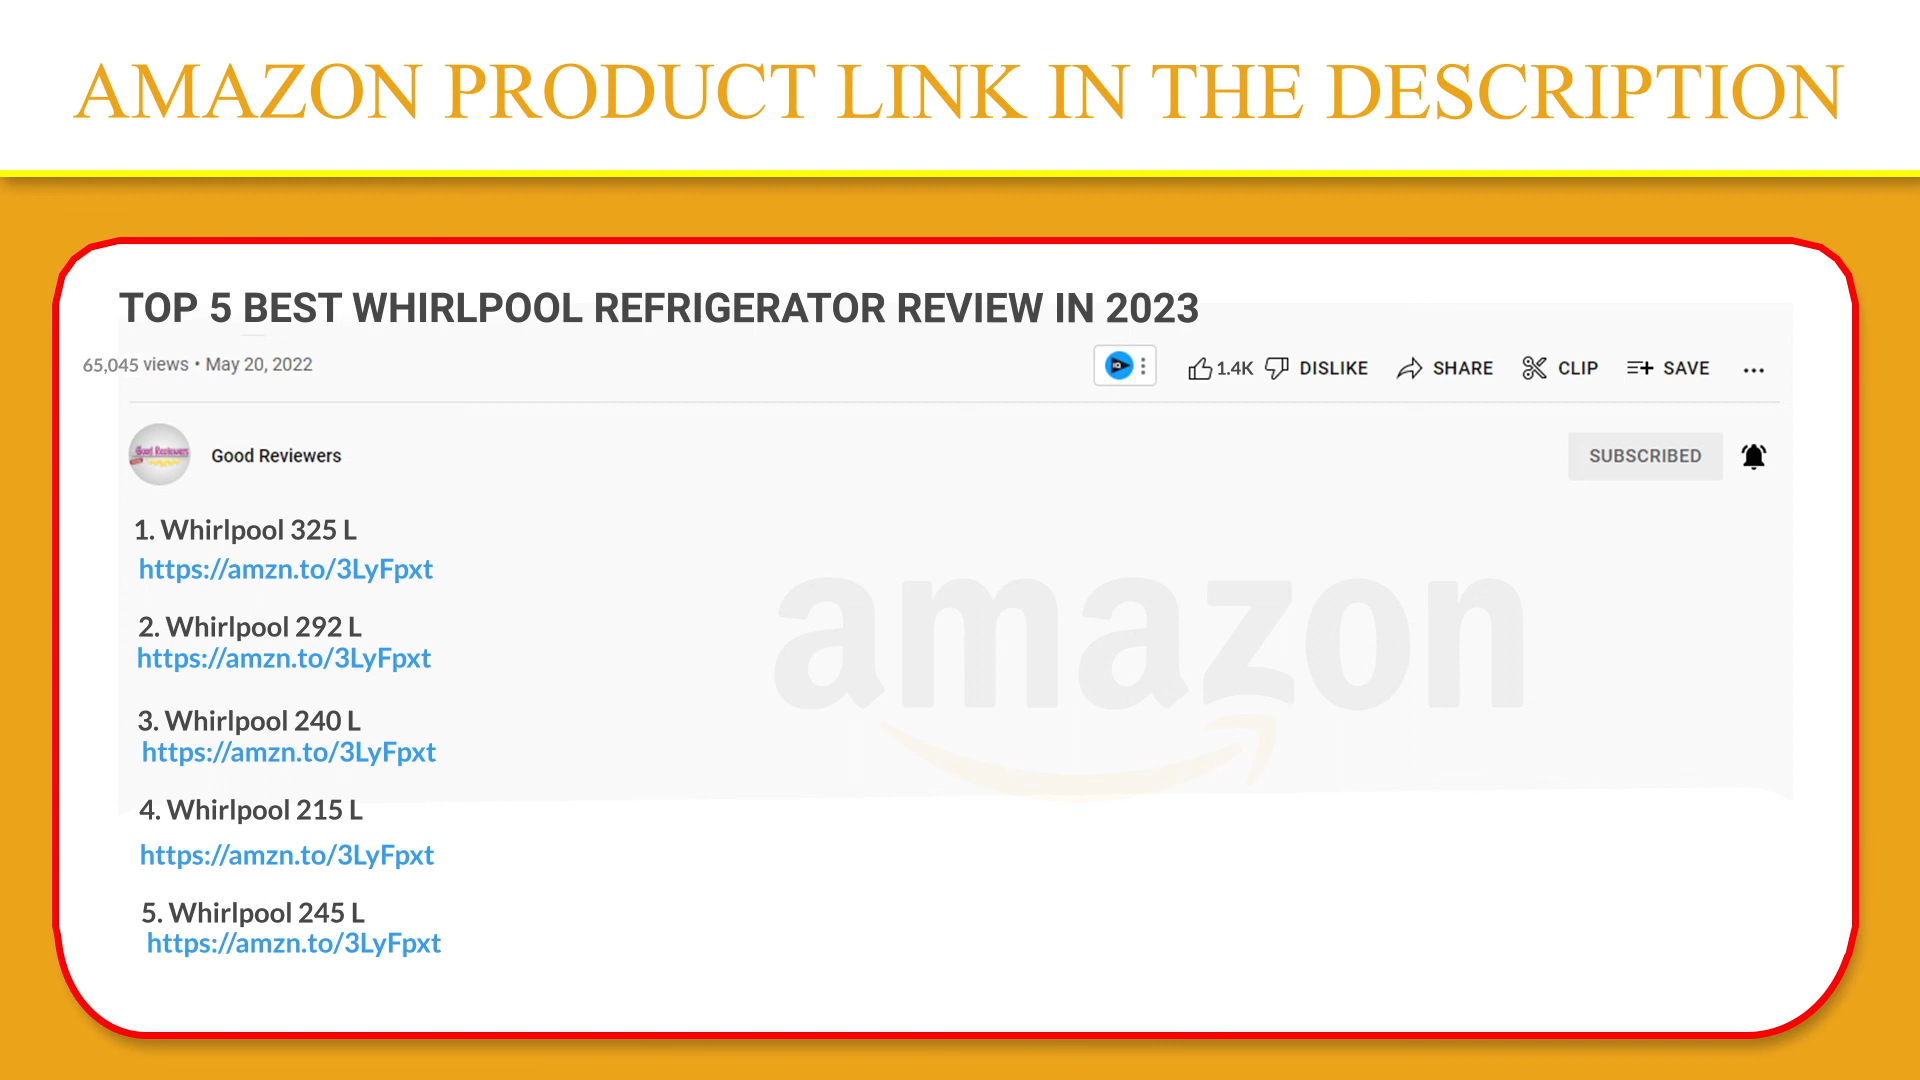 AMAZON PRODUCT LINK IN THE DESCRIPTION
TOP 5 BEST WHIRLPOOL REFRIGERATOR REVIEW IN 2023
65,045 views • May 20, 2022
1.4K DISLIKE SHARE CLIP SAVE ...
Good Reviewers
Good Reviewers
SUBSCRIBED
1. Whirlpool 325 L
https://amzn.to/3LyFpxt
2. Whirlpool 292 L
https://amzn.to/3LyFpxt
3. Whirlpool 240 L
https://amzn.to/3LyFpxt
4. Whirlpool 215 L
https://amzn.to/3LyFpxt
5. Whirlpool 245 L
https://amzn.to/3LyFpxt
amazon